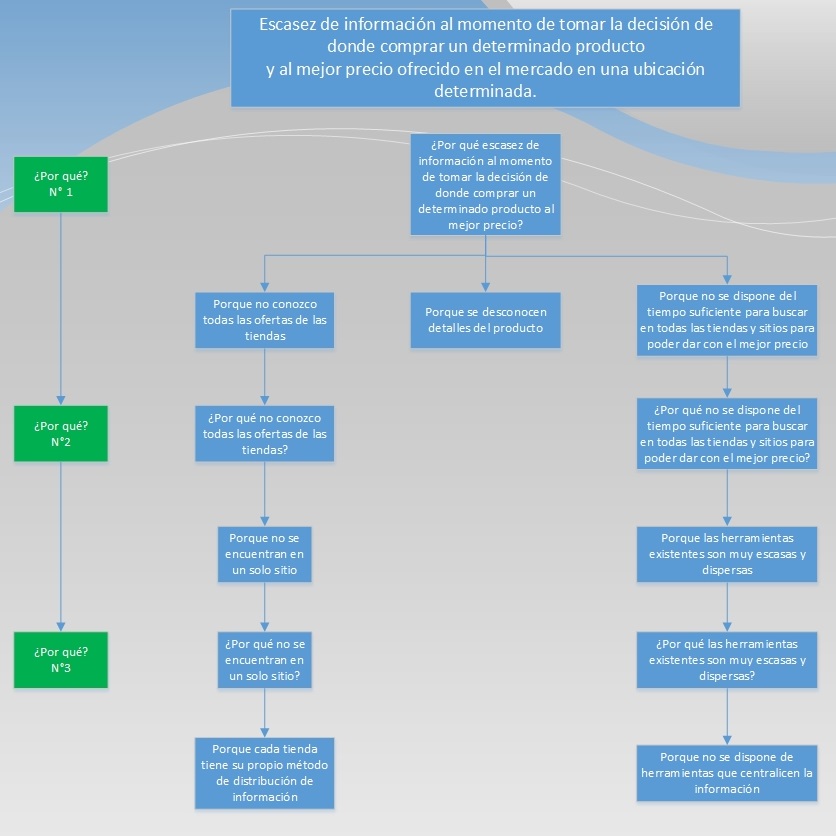 Escasez de información al momento de tomar la decisión de
donde comprar un determinado producto
y al mejor precio ofrecido en el mercado en una ubicación
determinada.
¿Por qué?
N° 1
¿Por qué escasez de
información al momento
de tomar la decisión de
donde comprar un
determinado producto al
mejor precio?
Porque no conozco
todas las ofertas de las
tiendas
Porque se desconocen
detalles del producto
Porque no se dispone del
tiempo suficiente para buscar
en todas las tiendas y sitios para
poder dar con el mejor precio
¿Por qué?
N°2
¿Por qué no conozco
todas las ofertas de las
tiendas?
¿Por qué no se dispone del
tiempo suficiente para buscar
en todas las tiendas y sitios para
poder dar con el mejor precio?
Porque no se
encuentran en
un solo sitio
Porque las herramientas
existentes son muy escasas y
dispersas
¿Por qué?
N°3
¿Por qué no se
encuentran en
un solo sitio?
¿Por qué las herramientas
existentes son muy escasas y
dispersas?
Porque cada tienda
tiene su propio método
de distribución de
información
Porque no se dispone de
herramientas que centralicen la
información